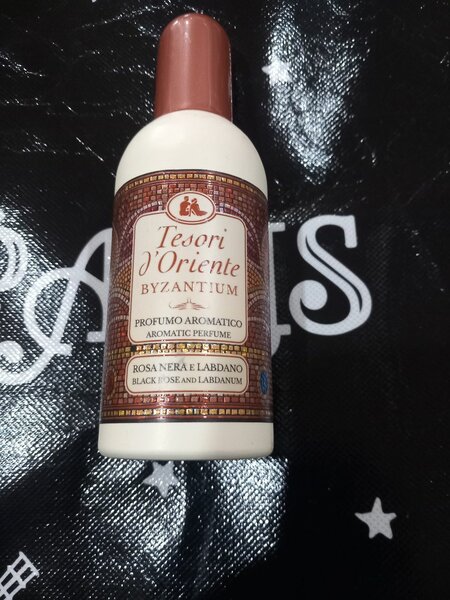 Tesori
d'Oriente
BYZANTIUM
PROFUMO AROMATICO
AROMATIC PERFUME
ROSA NERA E LABDANO
BLACK ROSE AND LABDANUM